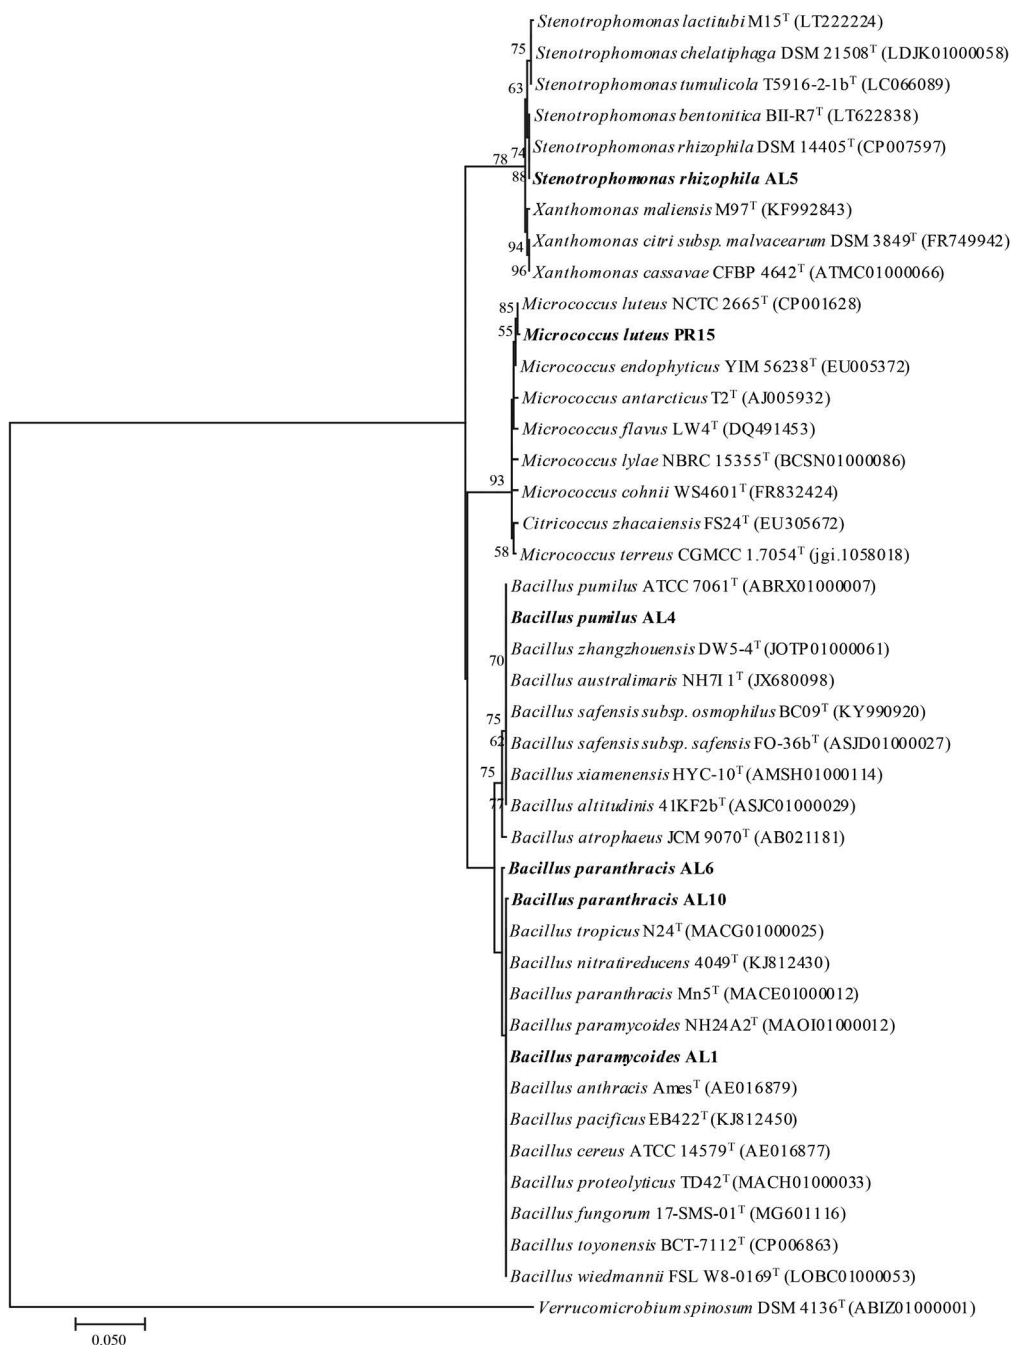 Stenotrophomonas lactitubi M15ᵀ (LT222224)
75
Stenotrophomonas chelatiphaga DSM 21508ᵀ (LDJK01000058)
63
Stenotrophomonas tumulicola T5916-2-1bᵀ (LC066089)
Stenotrophomonas bentonitica BII-R7ᵀ (LT622838)
Stenotrophomonas rhizophila DSM 14405ᵀ (CP007597)
78
74
88
Stenotrophomonas rhizophila AL5
Xanthomonas maliensis M97ᵀ (KF992843)
Xanthomonas citri subsp. malvacearum DSM 3849ᵀ (FR749942)
94
96
Xanthomonas cassavae CFBP 4642ᵀ (ATMC01000066)
Micrococcus luteus NCTC 2665ᵀ (CP001628)
85
55
Micrococcus luteus PR15
Micrococcus endophyticus YIM 56238ᵀ (EU005372)
Micrococcus antarcticus T2ᵀ (AJ005932)
Micrococcus flavus LW4ᵀ (DQ491453)
Micrococcus lylae NBRC 15355ᵀ (BCSN01000086)
93
Micrococcus cohnii WS4601ᵀ (FR832424)
Citricoccus zhacaiensis FS24ᵀ (EU305672)
58
Micrococcus terreus CGMCC 1.7054ᵀ (jgi.1058018)
Bacillus pumilus ATCC 7061ᵀ (ABRX01000007)
Bacillus pumilus AL4
Bacillus zhangzhouensis DW5-4ᵀ (JOTP01000061)
70
Bacillus australimaris NH7I 1ᵀ (JX680098)
Bacillus safensis subsp. osmophilus BC09ᵀ (KY990920)
75
62
Bacillus safensis subsp. safensis FO-36bᵀ (ASJD01000027)
75
Bacillus xiamenensis HYC-10ᵀ (AMSH01000114)
77
Bacillus altitudinis 41KF2bᵀ (ASJC01000029)
Bacillus atrophaeus JCM 9070ᵀ (AB021181)
Bacillus paranthracis AL6
Bacillus paranthracis AL10
Bacillus tropicus N24ᵀ (MACG01000025)
Bacillus nitratireducens 4049ᵀ (KJ812430)
Bacillus paranthracis Mn5ᵀ (MACE01000012)
Bacillus paramycoides NH24A2ᵀ (MAOI01000012)
Bacillus paramycoides AL1
Bacillus anthracis Amesᵀ (AE016879)
Bacillus pacificus EB422ᵀ (KJ812450)
Bacillus cereus ATCC 14579ᵀ (AE016877)
Bacillus proteolyticus TD42ᵀ (MACH01000033)
Bacillus fungorum 17-SMS-01ᵀ (MG601116)
Bacillus toyonensis BCT-7112ᵀ (CP006863)
Bacillus wiedmannii FSL W8-0169ᵀ (LOBC01000053)
Verrucomicrobium spinosum DSM 4136ᵀ (ABIZ01000001)
0.050